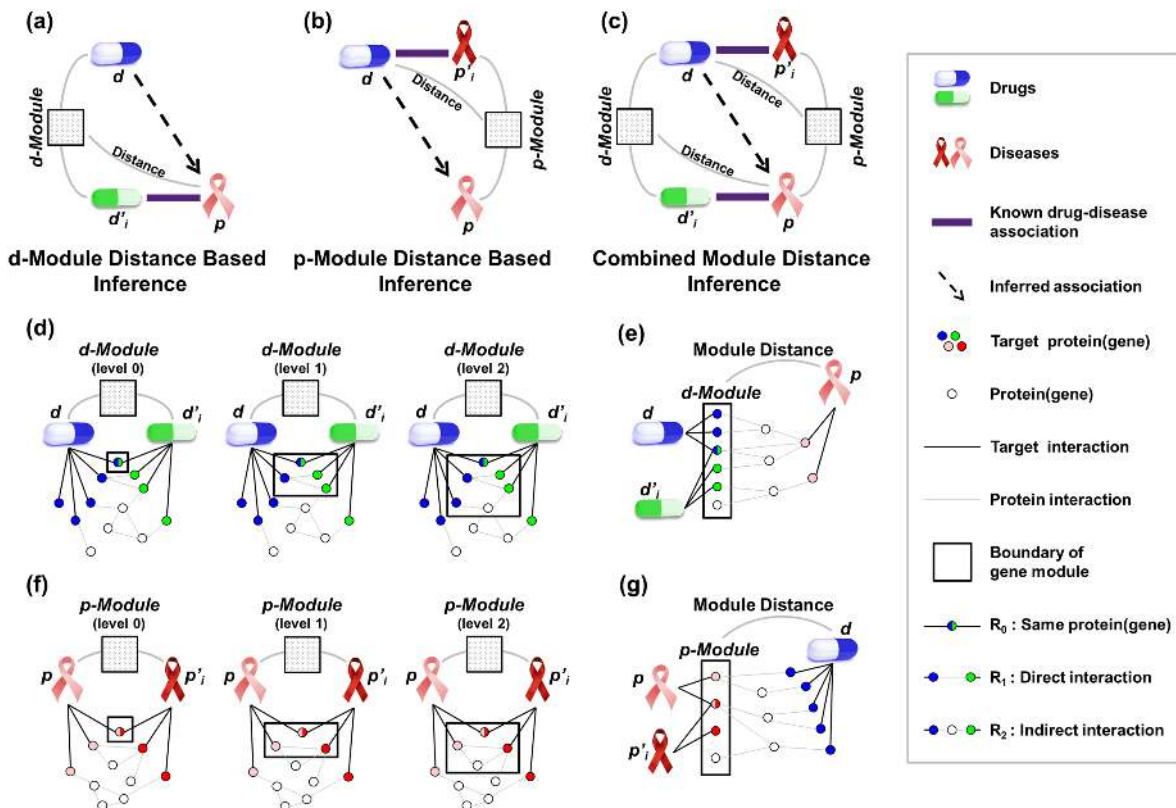 (a)
d
d-Module
Distance
d'i
p
d-Module Distance Based
Inference
(b)
d
p'i
Distance
p-Module
p
p-Module Distance Based
Inference
(c)
d
p'i
Distance
d-Module
p-Module
Distance
d'i
p
Combined Module Distance
Inference
(d)
d-Module
(level 0)
d
d'i
d-Module
(level 1)
d
d'i
d-Module
(level 2)
d
d'i
(e)
Module Distance
p
d-Module
d
d'i
(f)
p-Module
(level 0)
p
p'i
p-Module
(level 1)
p
p'i
p-Module
(level 2)
p
p'i
(g)
Module Distance
d
p-Module
p
p'i
Drugs
Diseases
Known drug-disease
association
Inferred association
Target protein(gene)
Protein(gene)
Target interaction
Protein interaction
Boundary of
gene module
R0 : Same protein(gene)
R1 : Direct interaction
R2 : Indirect interaction